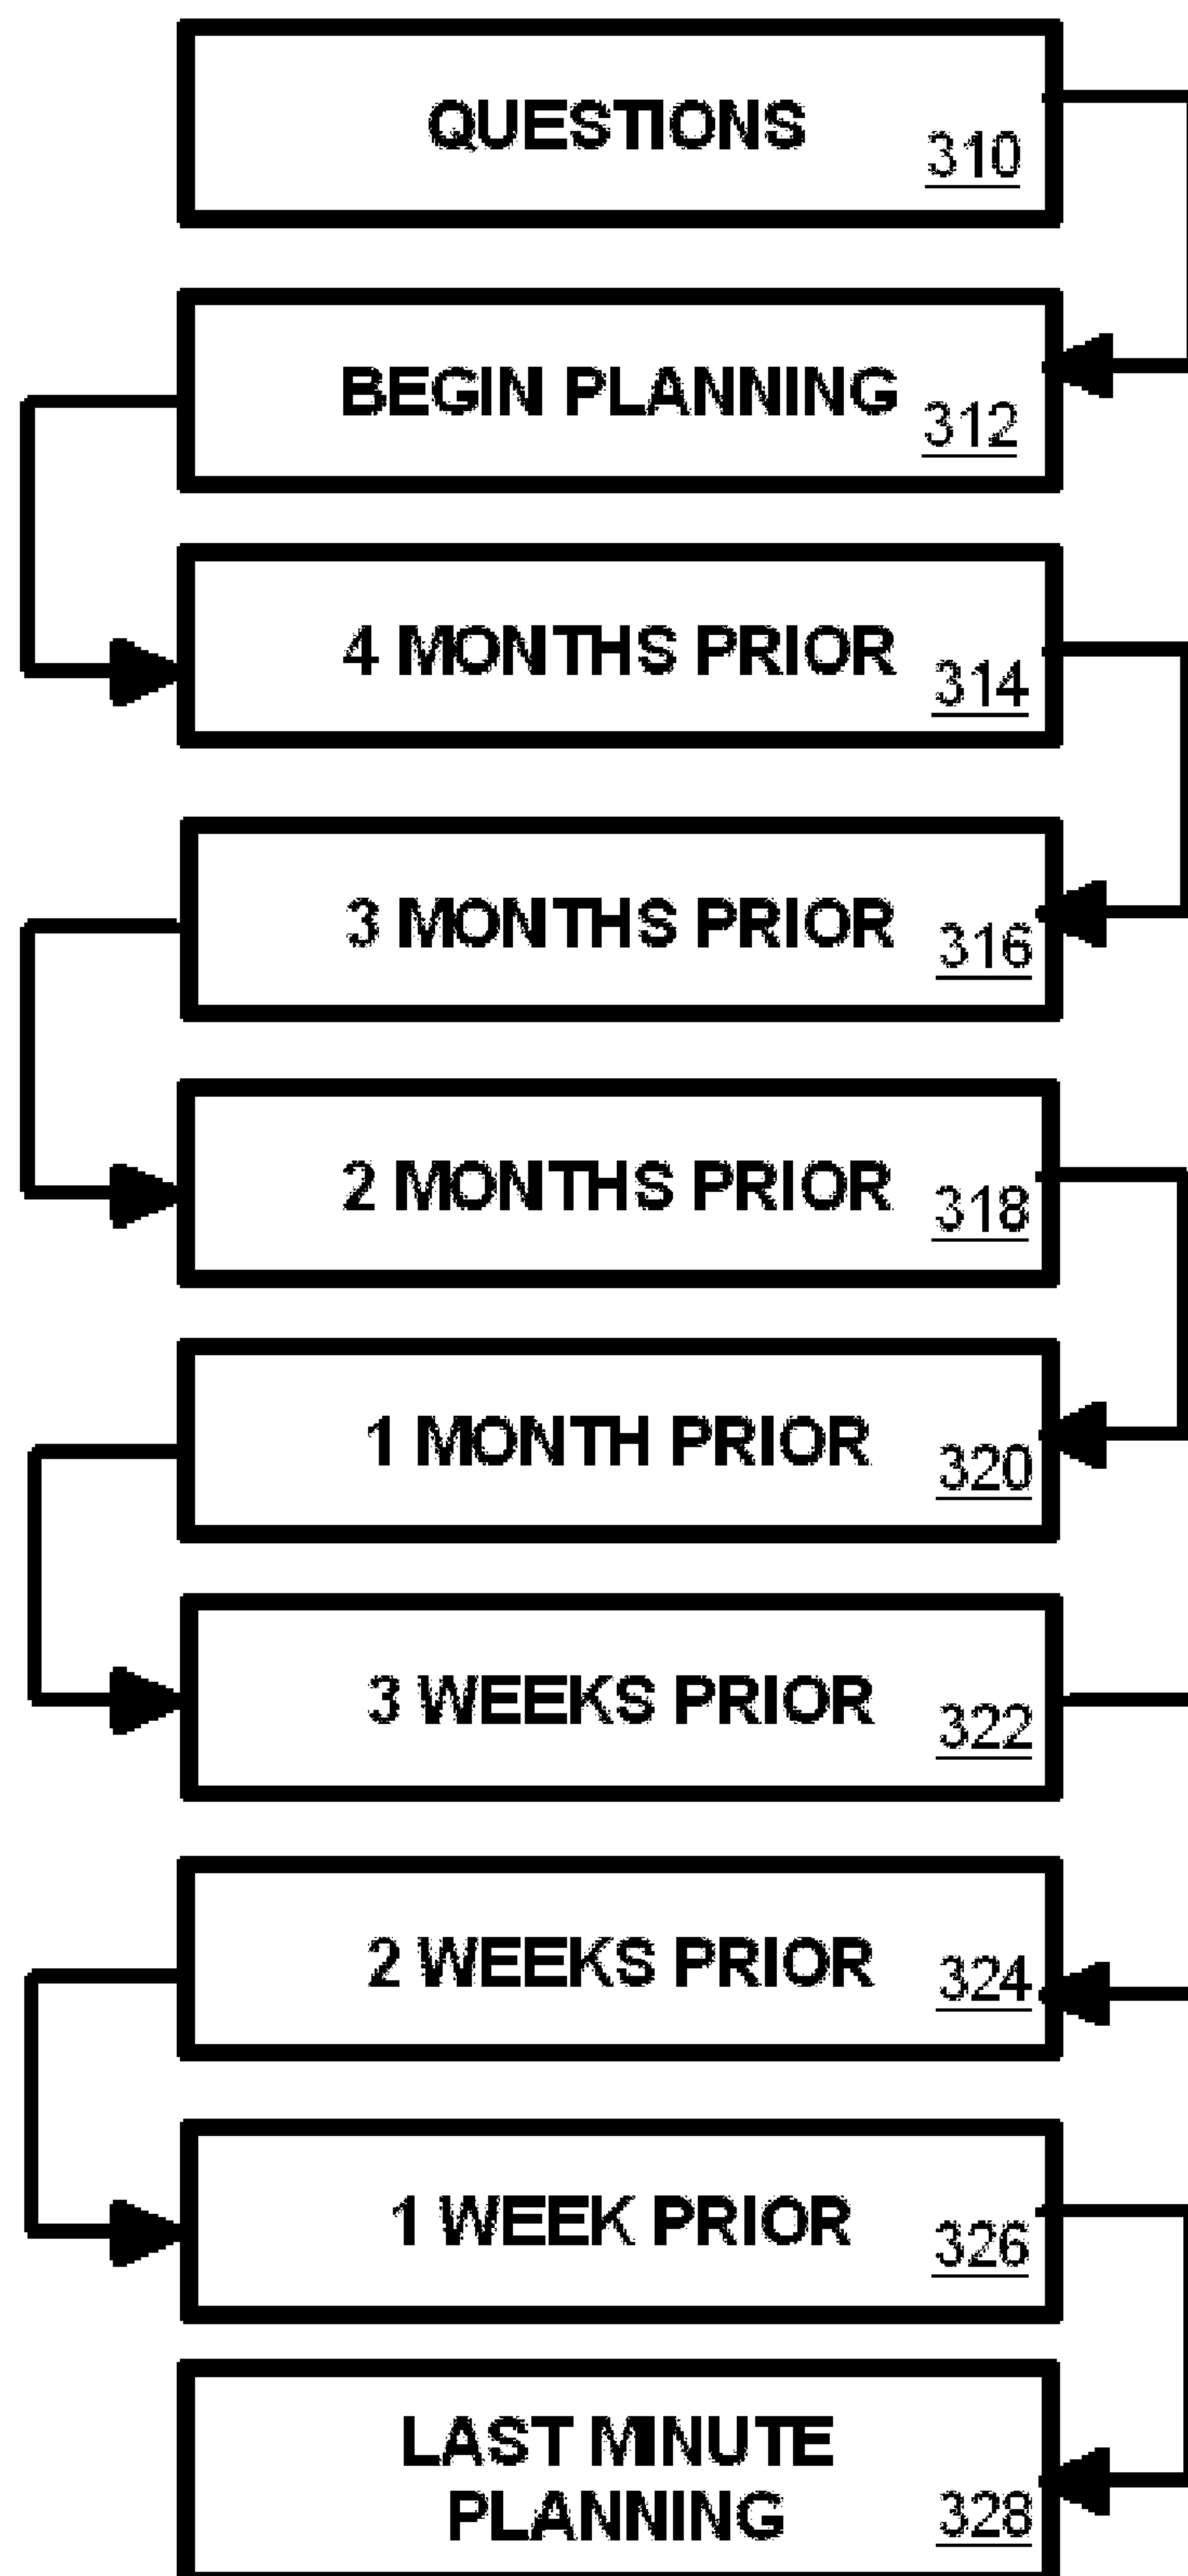 QUESTIONS
310
BEGIN PLANNING
312
4 MONTHS PRIOR
314
3 MONTHS PRIOR
316
2 MONTHS PRIOR
318
1 MONTH PRIOR
320
3 WEEKS PRIOR
322
2 WEEKS PRIOR
324
1 WEEK PRIOR
326
LAST MINUTE
PLANNING
328